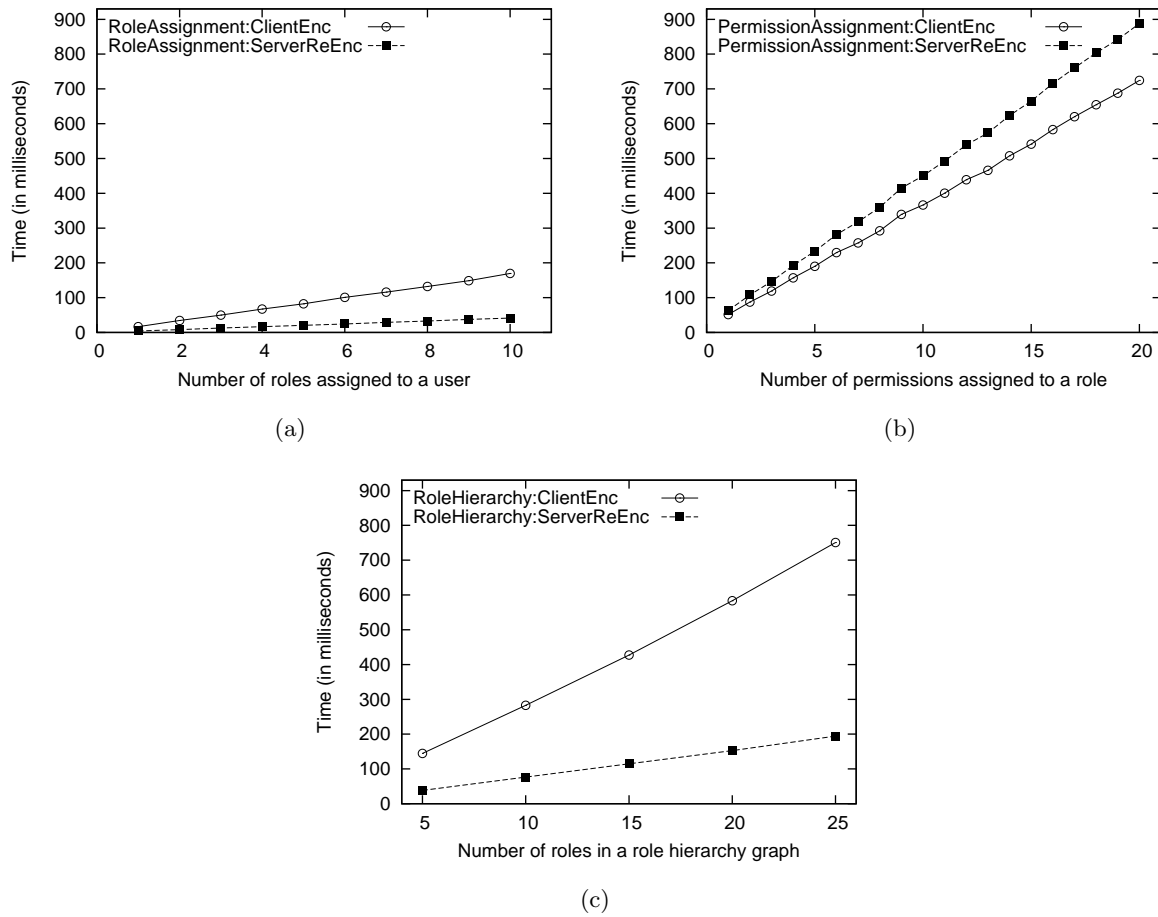 RoleAssignment:ClientEnc
RoleAssignment:ServerReEnc
900
800
700
600
500
400
300
200
100
0
Time (in milliseconds)
0 2 4 6 8 10
Number of roles assigned to a user
(a)
PermissionAssignment:ClientEnc
PermissionAssignment:ServerReEnc
900
800
700
600
500
400
300
200
100
0
Time (in milliseconds)
0 5 10 15 20
Number of permissions assigned to a role
(b)
RoleHierarchy:ClientEnc
RoleHierarchy:ServerReEnc
900
800
700
600
500
400
300
200
100
0
Time (in milliseconds)
5 10 15 20 25
Number of roles in a role hierarchy graph
(c)